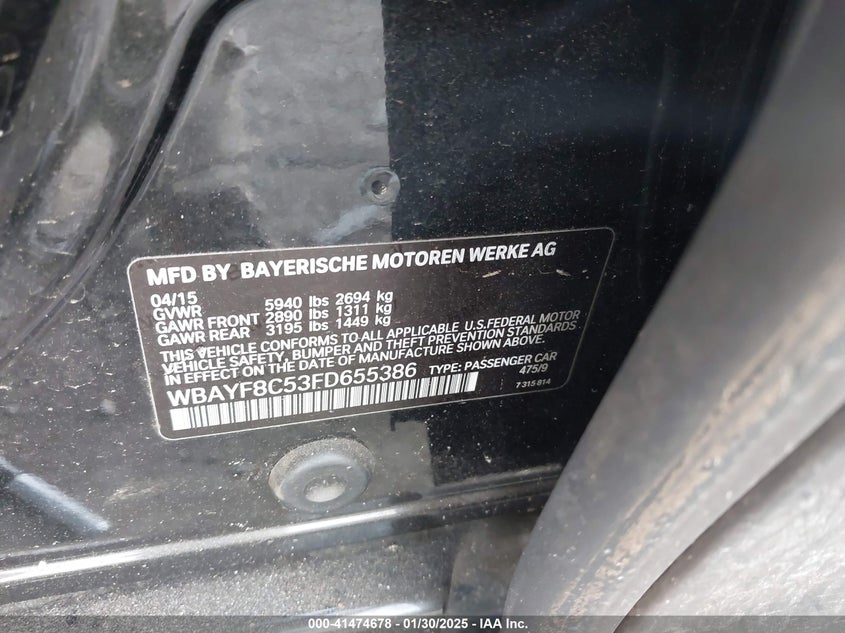 MFD BY BAYERISCHE MOTOREN WERKE AG
04/15
GVWR 5940 lbs 2694 kg
GAWR FRONT 2890 lbs 1311 kg
GAWR REAR 3195 lbs 1449 kg
THIS VEHICLE CONFORMS TO ALL APPLICABLE U.S.FEDERAL MOTOR
VEHICLE SAFETY, BUMPER AND THEFT PREVENTION STANDARDS
IN EFFECT ON THE DATE OF MANUFACTURE SHOWN ABOVE.
WBAYF8C53FD655386 TYPE: PASSENGER CAR
475/9
7 315 814
000-41474678 - 01/30/2025 - IAA Inc.